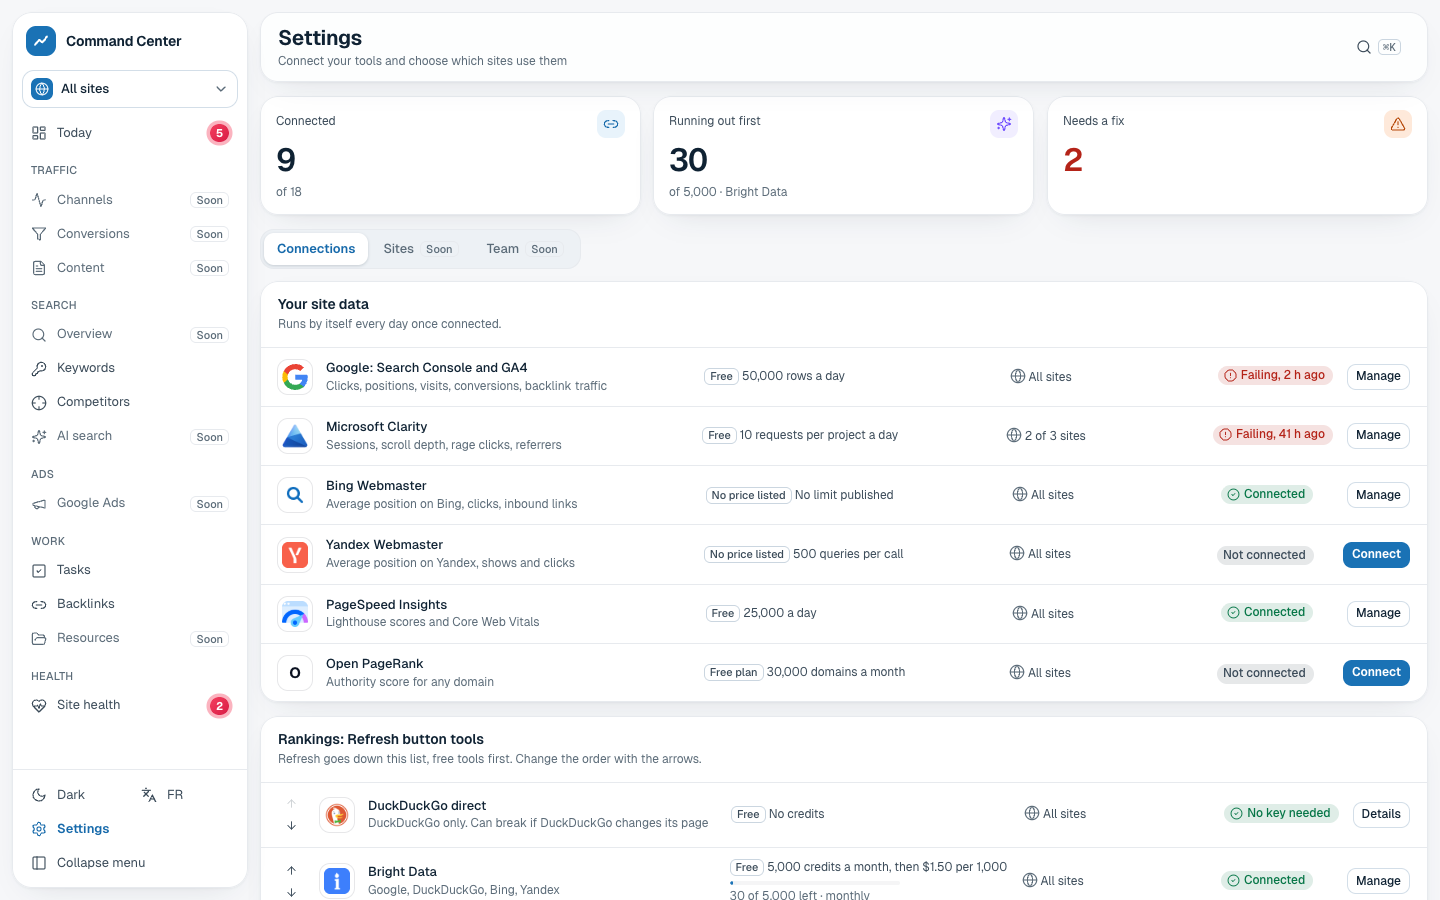 Command Center
All sites
Today
5
TRAFFIC
Channels Soon
Conversions Soon
Content Soon
SEARCH
Overview Soon
Keywords
Competitors
AI search Soon
ADS
Google Ads Soon
WORK
Tasks
Backlinks
Resources Soon
HEALTH
Site health 2
Dark FR
Settings
Collapse menu
Settings
Connect your tools and choose which sites use them
⌘K
Connected
9
of 18
Running out first
30
of 5,000 · Bright Data
Needs a fix
2
Connections Sites Soon Team Soon
Your site data
Runs by itself every day once connected.
Google: Search Console and GA4
Clicks, positions, visits, conversions, backlink traffic
Free 50,000 rows a day
All sites
Failing, 2 h ago
Manage
Microsoft Clarity
Sessions, scroll depth, rage clicks, referrers
Free 10 requests per project a day
2 of 3 sites
Failing, 41 h ago
Manage
Bing Webmaster
Average position on Bing, clicks, inbound links
No price listed No limit published
All sites
Connected
Manage
Yandex Webmaster
Average position on Yandex, shows and clicks
No price listed 500 queries per call
All sites
Not connected
Connect
PageSpeed Insights
Lighthouse scores and Core Web Vitals
Free 25,000 a day
All sites
Connected
Manage
O
Open PageRank
Authority score for any domain
Free plan 30,000 domains a month
All sites
Not connected
Connect
Rankings: Refresh button tools
Refresh goes down this list, free tools first. Change the order with the arrows.
DuckDuckGo direct
DuckDuckGo only. Can break if DuckDuckGo changes its page
Free No credits
All sites
No key needed
Details
Bright Data
Google, DuckDuckGo, Bing, Yandex
Free 5,000 credits a month, then $1.50 per 1,000
30 of 5,000 left · monthly
All sites
Connected
Manage